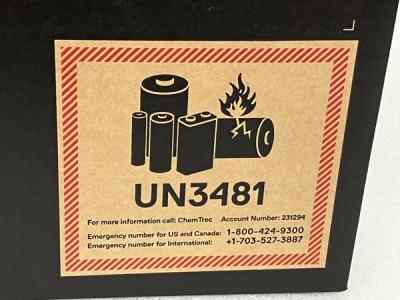 UN3481
For more information call: ChemTrec Account Number: 231294
Emergency number for US and Canada: 1-800-424-9300
Emergency number for International: +1-703-527-3887